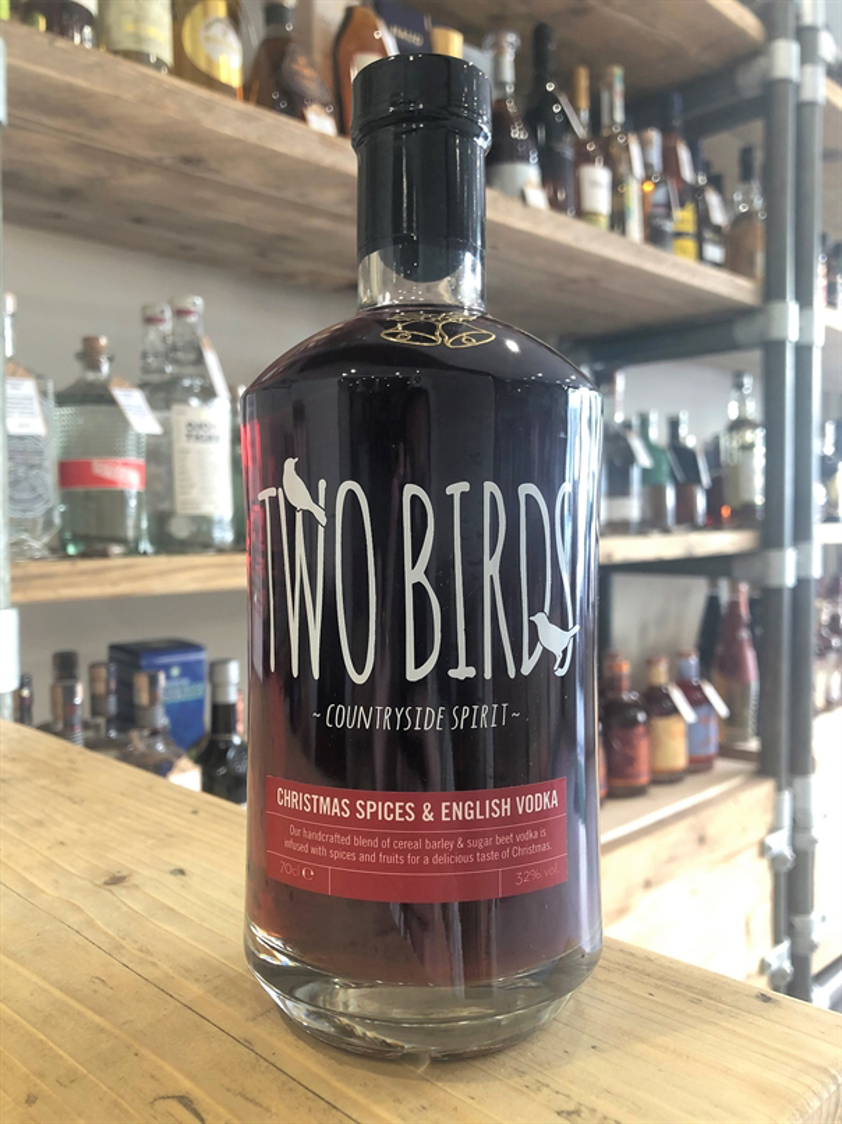 TWO BIRDS
~COUNTRYSIDE SPIRIT~
CHRISTMAS SPICES & ENGLISH VODKA
Our handcrafted blend of cereal barley & sugar beet vodka is
infused with spices and fruits for a delicious taste of Christmas.
70cl ℮ 32% vol.